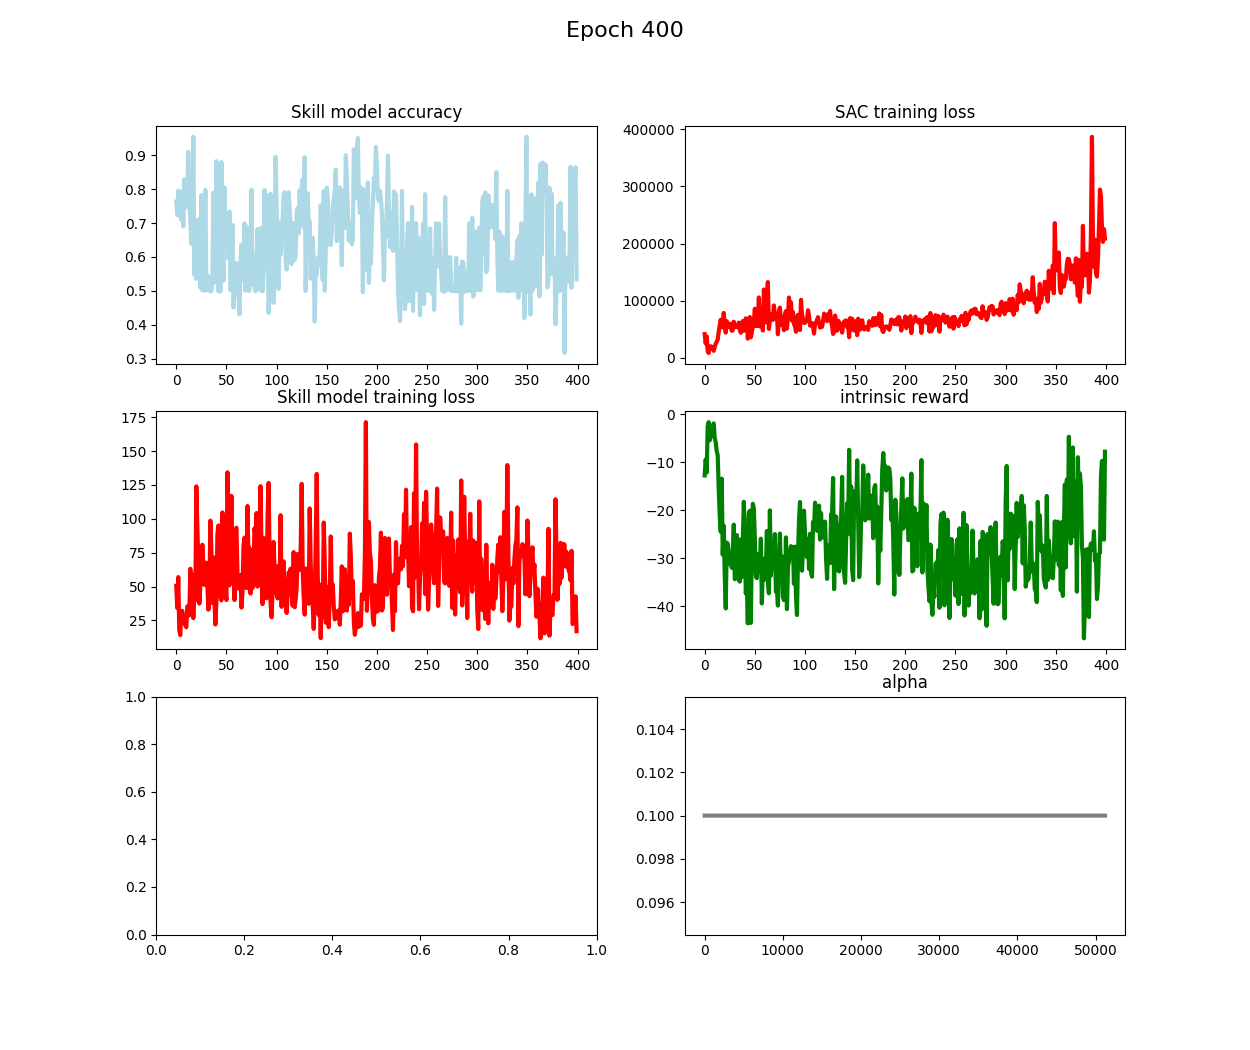 Epoch 400
Skill model accuracy
0.9
0.8
0.7
0.6
0.5
0.4
0.3
0 50 100 150 200 250 300 350 400
SAC training loss
400000
300000
200000
100000
0
0 50 100 150 200 250 300 350 400
Skill model training loss
175
150
125
100
75
50
25
0 50 100 150 200 250 300 350 400
intrinsic reward
0
−10
−20
−30
−40
0 50 100 150 200 250 300 350 400
1.0
0.8
0.6
0.4
0.2
0.0
0.0 0.2 0.4 0.6 0.8 1.0
alpha
0.104
0.102
0.100
0.098
0.096
0 10000 20000 30000 40000 50000